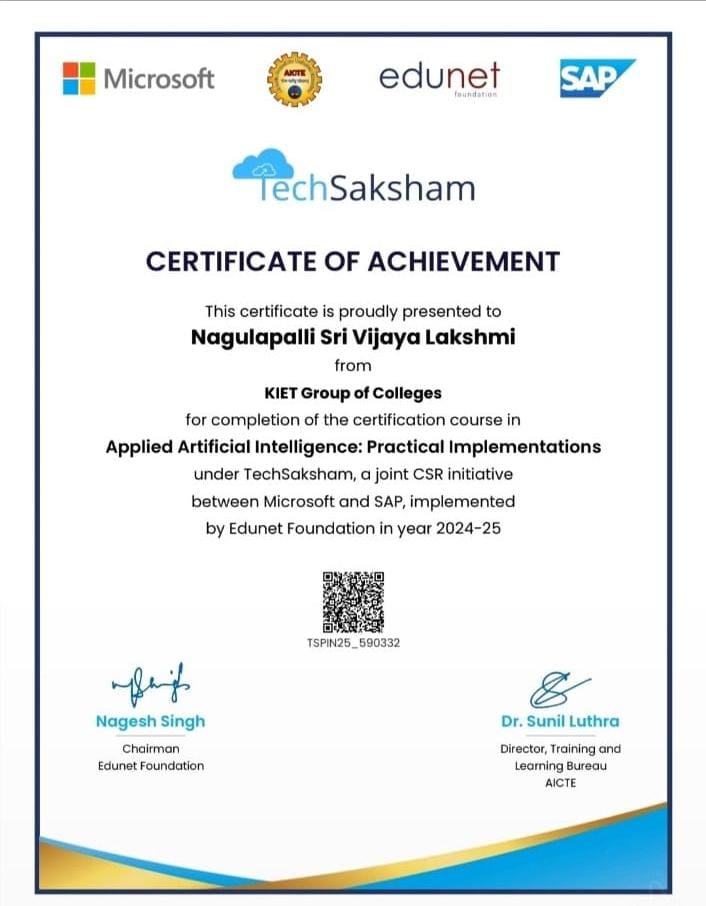 Microsoft
AICTE
edunet
foundation
SAP
TechSaksham
CERTIFICATE OF ACHIEVEMENT
This certificate is proudly presented to
Nagulapalli Sri Vijaya Lakshmi
from
KIET Group of Colleges
for completion of the certification course in
Applied Artificial Intelligence: Practical Implementations
under TechSaksham, a joint CSR initiative
between Microsoft and SAP, implemented
by Edunet Foundation in year 2024-25
TSPIN25_590332
Nagesh Singh
Chairman
Edunet Foundation
Dr. Sunil Luthra
Director, Training and
Learning Bureau
AICTE